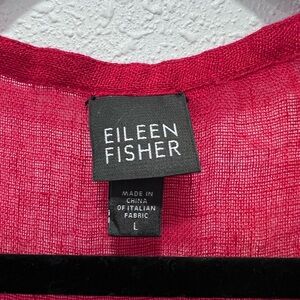 EILEEN
FISHER
MADE IN
CHINA
OF ITALIAN
FABRIC
L